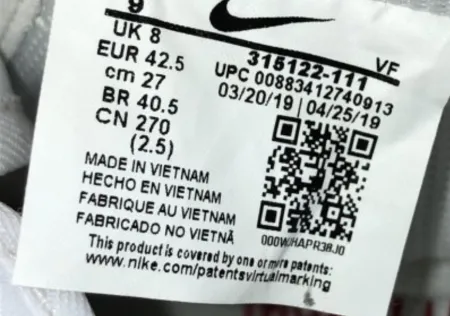 9
UK 8
EUR 42.5
cm 27
BR 40.5
CN 270
(2.5)
315122-111 VF
UPC 00883412740913
03/20/19 | 04/25/19
MADE IN VIETNAM
HECHO EN VIETNAM
FABRIQUE AU VIETNAM
FABRICADO NO VIETNÃ
This product is covered by one or more patents:
www.nike.com/patentsvirtualmarking